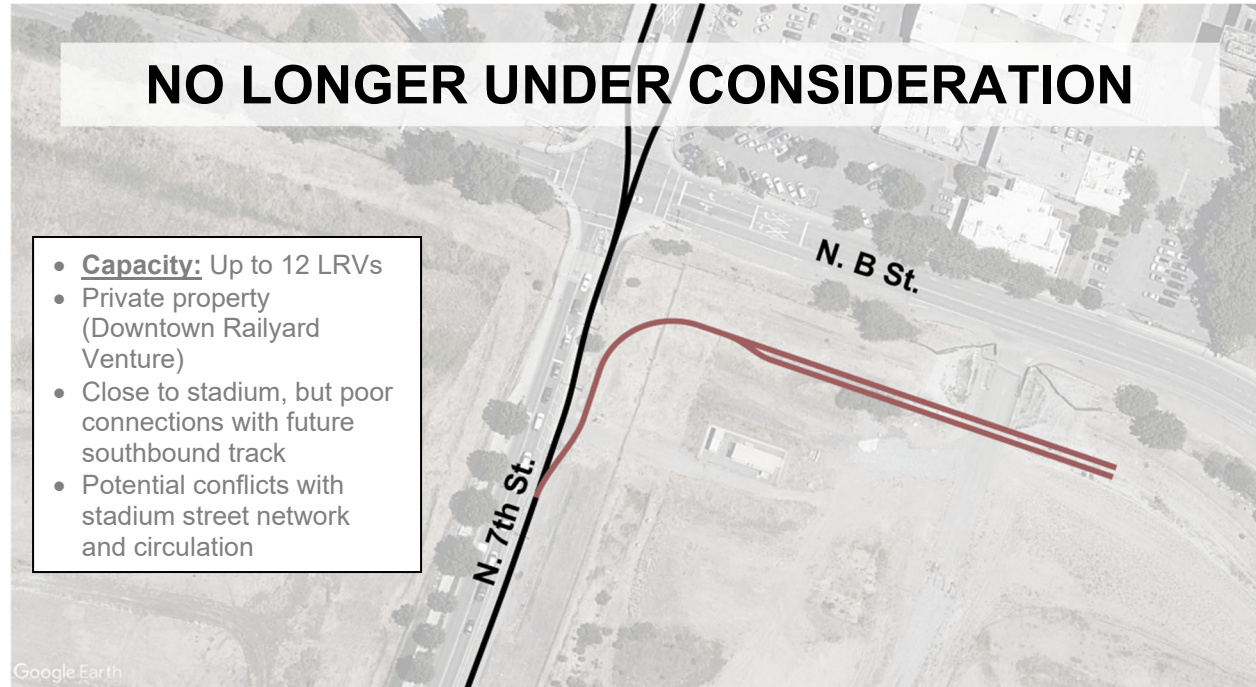 NO LONGER UNDER CONSIDERATION
• Capacity: Up to 12 LRVs
• Private property
(Downtown Railyard
Venture)
• Close to stadium, but poor
connections with future
southbound track
• Potential conflicts with
stadium street network
and circulation
N. B St.
N. 7th St.
Google Earth